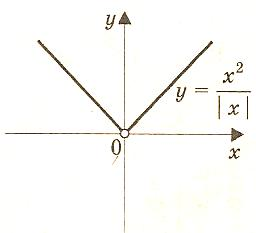 y
y = x² / | x |
0
x